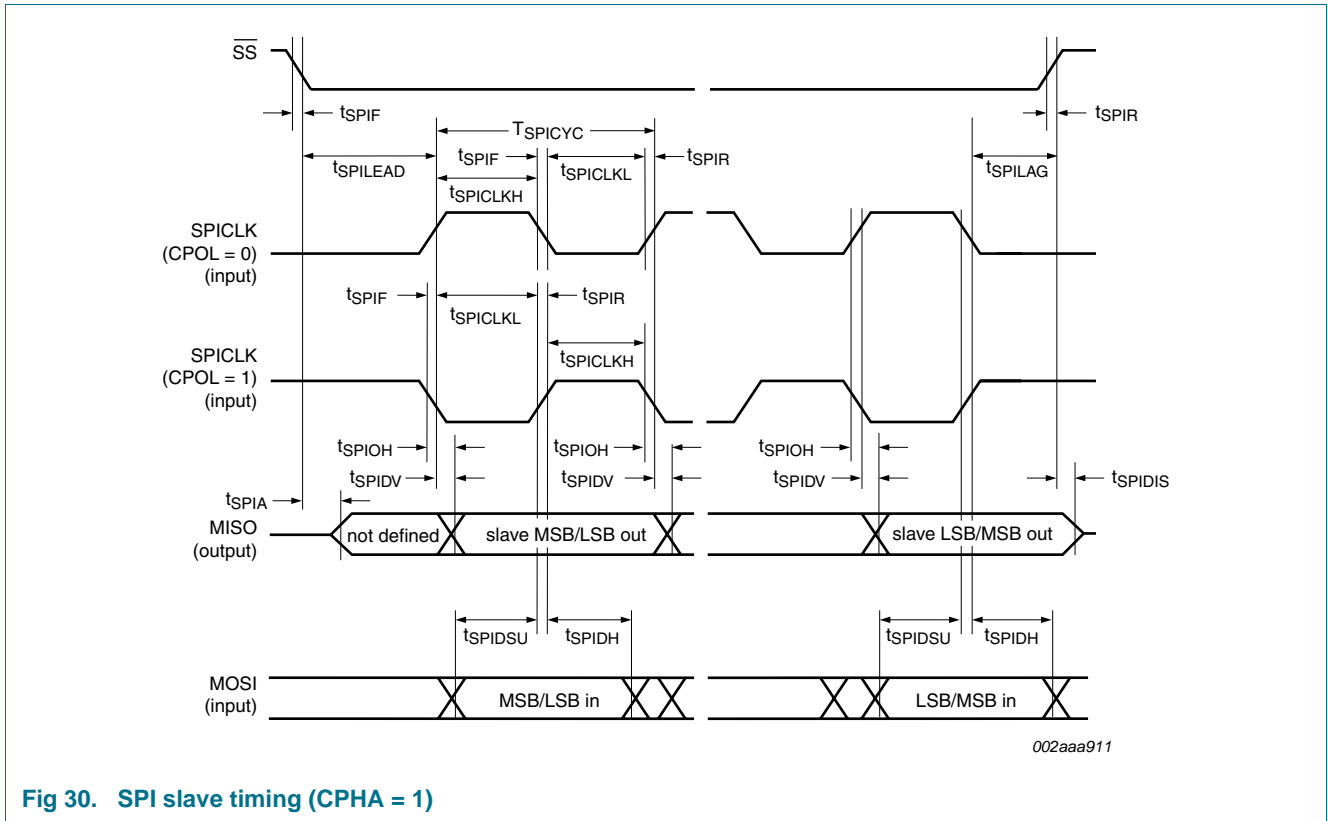 SS
tSPIF
tSPIR
TSPICYC
tSPIF
tSPIR
tSPILEAD
tSPICLKL
tSPILAG
tSPICLKH
SPICLK
(CPOL = 0)
(input)
tSPIF
tSPIR
tSPICLKL
SPICLK
(CPOL = 1)
(input)
tSPICLKH
tSPIOH
tSPIOH
tSPIOH
tSPIDV
tSPIDV
tSPIDV
tSPIDIS
tSPIA
MISO
(output)
not defined
slave MSB/LSB out
slave LSB/MSB out
tSPIDSU
tSPIDH
tSPIDSU
tSPIDH
MOSI
(input)
MSB/LSB in
LSB/MSB in
002aaa911
Fig 30. SPI slave timing (CPHA = 1)